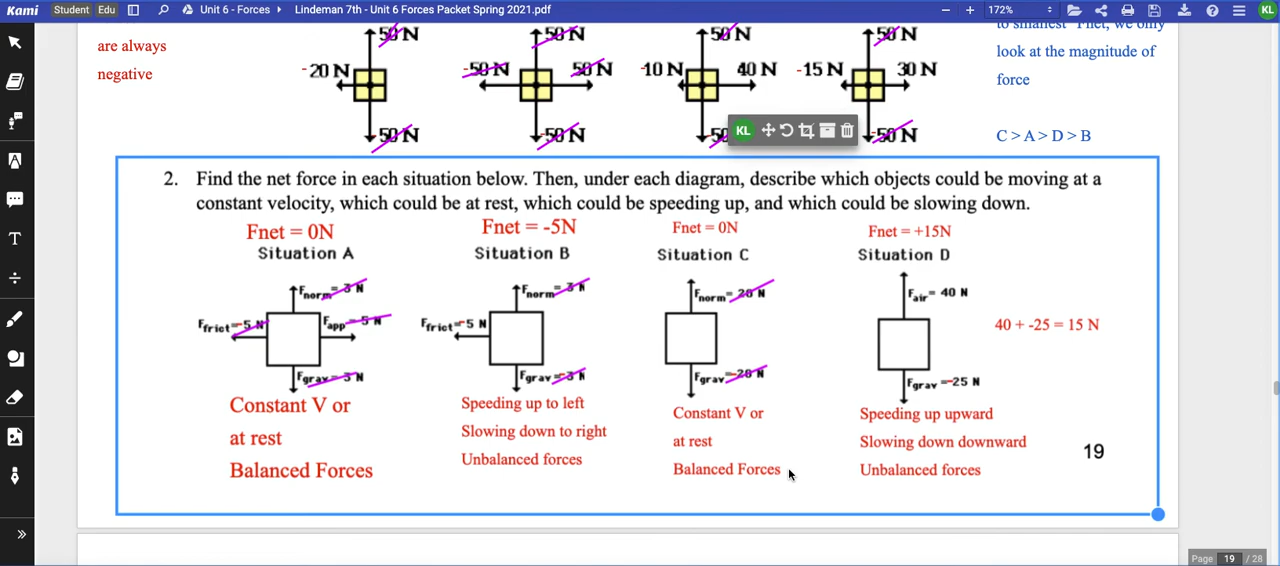 Kami Student Edu Unit 6 - Forces Lindeman 7th - Unit 6 Forces Packet Spring 2021.pdf 172% KL
are always
negative
50 N 50 N 50 N 50 N
-20 N -50 N 50 N -10 N 40 N -15 N 30 N
50 N -50 N -50 KL -50 N
to smallest Fnet, we only
look at the magnitude of
force
C > A > D > B
2. Find the net force in each situation below. Then, under each diagram, describe which objects could be moving at a
constant velocity, which could be at rest, which could be speeding up, and which could be slowing down.
Fnet = 0N Fnet = -5N Fnet = 0N Fnet = +15N
Situation A Situation B Situation C Situation D
Fnorm= 3 N Fnorm= 3 N Fnorm= 20 N Fair= 40 N
Ffrict=-5 N Fapp = 5 N Ffrict=-5 N 40 + -25 = 15 N
Fgrav= 3 N Fgrav=-3 N Fgrav=-20 N Fgrav=-25 N
Constant V or
at rest
Balanced Forces
Speeding up to left
Slowing down to right
Unbalanced forces
Constant V or
at rest
Balanced Forces
Speeding up upward
Slowing down downward
Unbalanced forces
19
Page 19 / 28